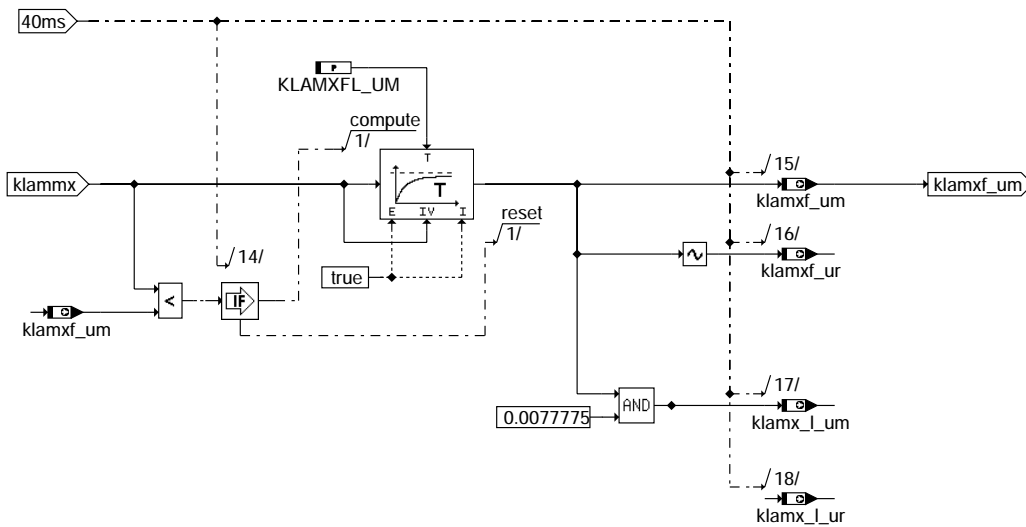 40ms
P
KLAMXFL_UM
compute
1/
T
15/
klammx
T
klamxf_um
klamxf_um
E IV I
reset
1/
16/
14/
true
klamxf_ur
IF
<
klamxf_um
17/
AND
0.0077775
klamx_l_um
18/
klamx_l_ur